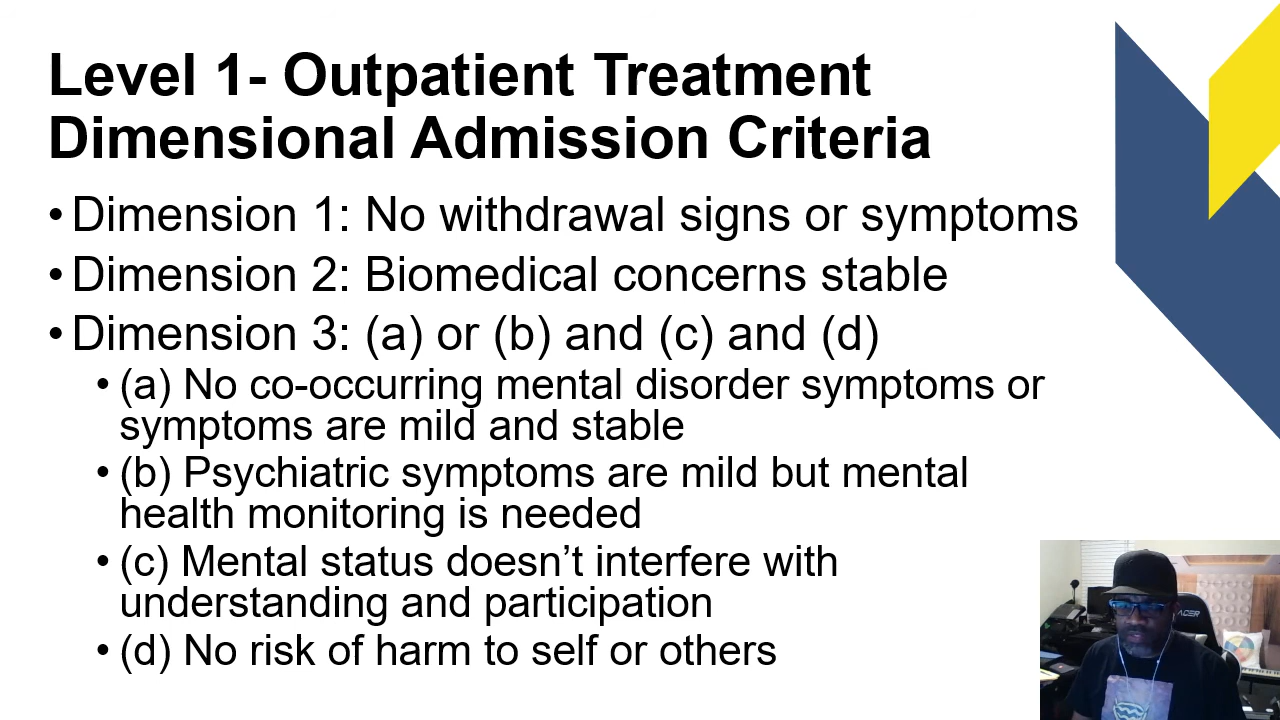 Level 1- Outpatient Treatment
Dimensional Admission Criteria
• Dimension 1: No withdrawal signs or symptoms
• Dimension 2: Biomedical concerns stable
• Dimension 3: (a) or (b) and (c) and (d)
• (a) No co-occurring mental disorder symptoms or
symptoms are mild and stable
• (b) Psychiatric symptoms are mild but mental
health monitoring is needed
• (c) Mental status doesn’t interfere with
understanding and participation
• (d) No risk of harm to self or others